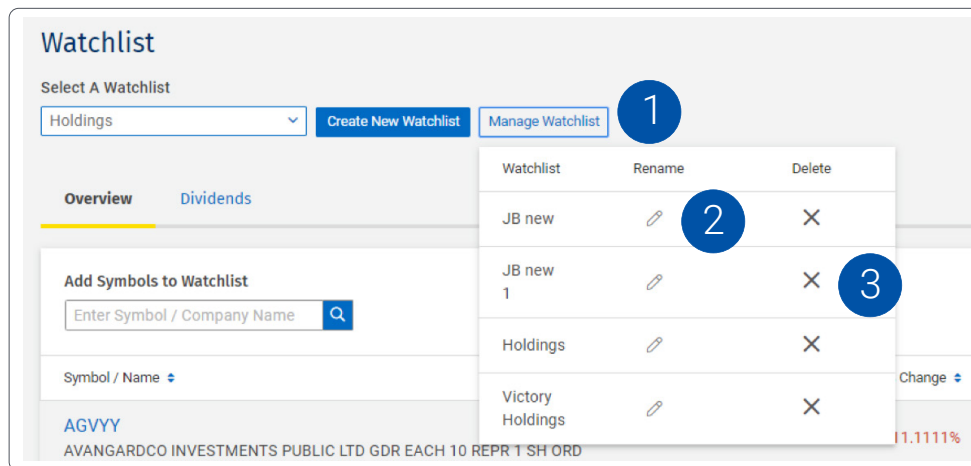 Watchlist
Select A Watchlist
Holdings
Create New Watchlist
Manage Watchlist
1
Watchlist Rename Delete
Overview Dividends
JB new
2
JB new
1
3
Add Symbols to Watchlist
Enter Symbol / Company Name
Holdings
Symbol / Name
Change
Victory
Holdings
AGVYY
11.1111%
AVANGARDCO INVESTMENTS PUBLIC LTD GDR EACH 10 REPR 1 SH ORD